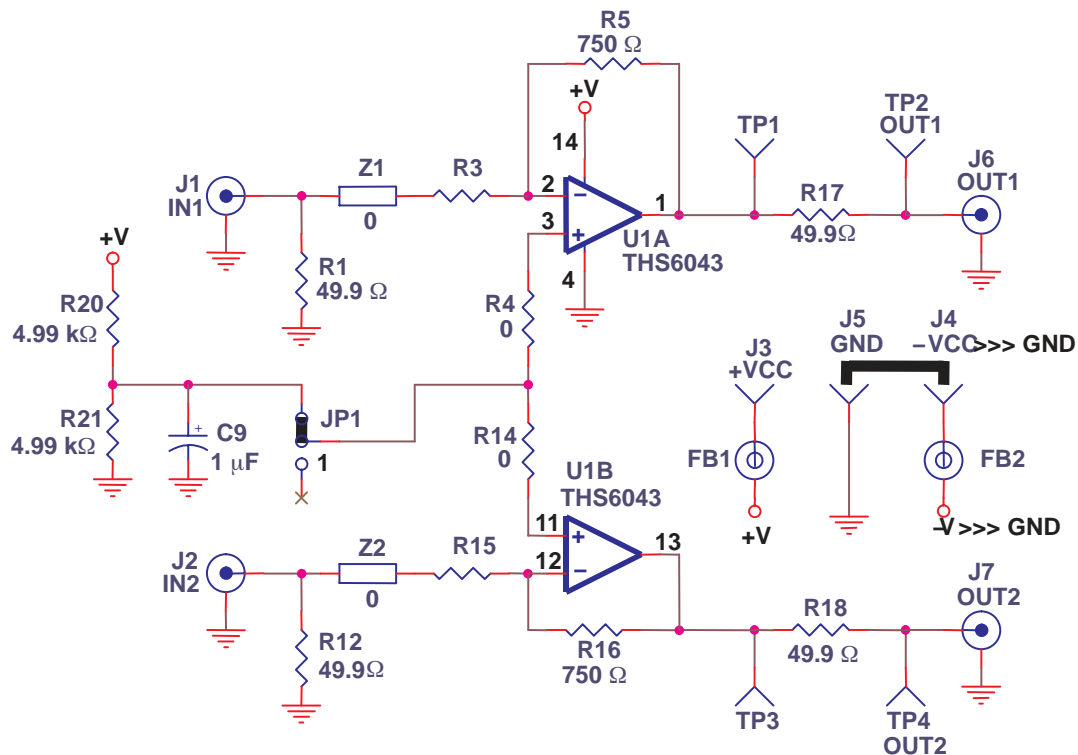 R5
750 Ω
+V
14
TP1
TP2
OUT1
J6
OUT1
J1
IN1
Z1
0
R3
2
3
1
R17
49.9Ω
U1A
THS6043
4
+V
R1
49.9 Ω
R20
4.99 kΩ
R4
0
J5
GND
J4
–VCC>>> GND
J3
+VCC
R21
4.99 kΩ
+
C9
1 μF
JP1
1
R14
0
FB1
FB2
U1B
THS6043
+V
–V>>> GND
11
12
13
J2
IN2
Z2
0
R15
J7
OUT2
R12
49.9Ω
R16
750 Ω
R18
49.9 Ω
TP3
TP4
OUT2